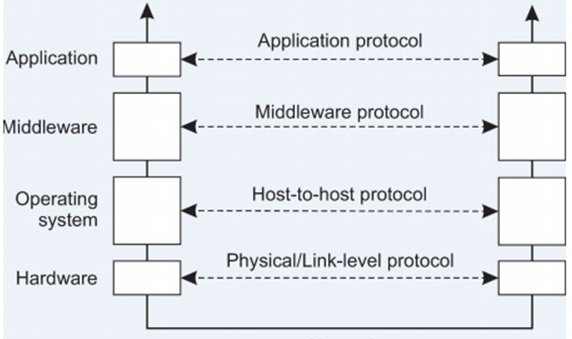 Application
Application protocol
Middleware
Middleware protocol
Operating
system
Host-to-host protocol
Hardware
Physical/Link-level protocol